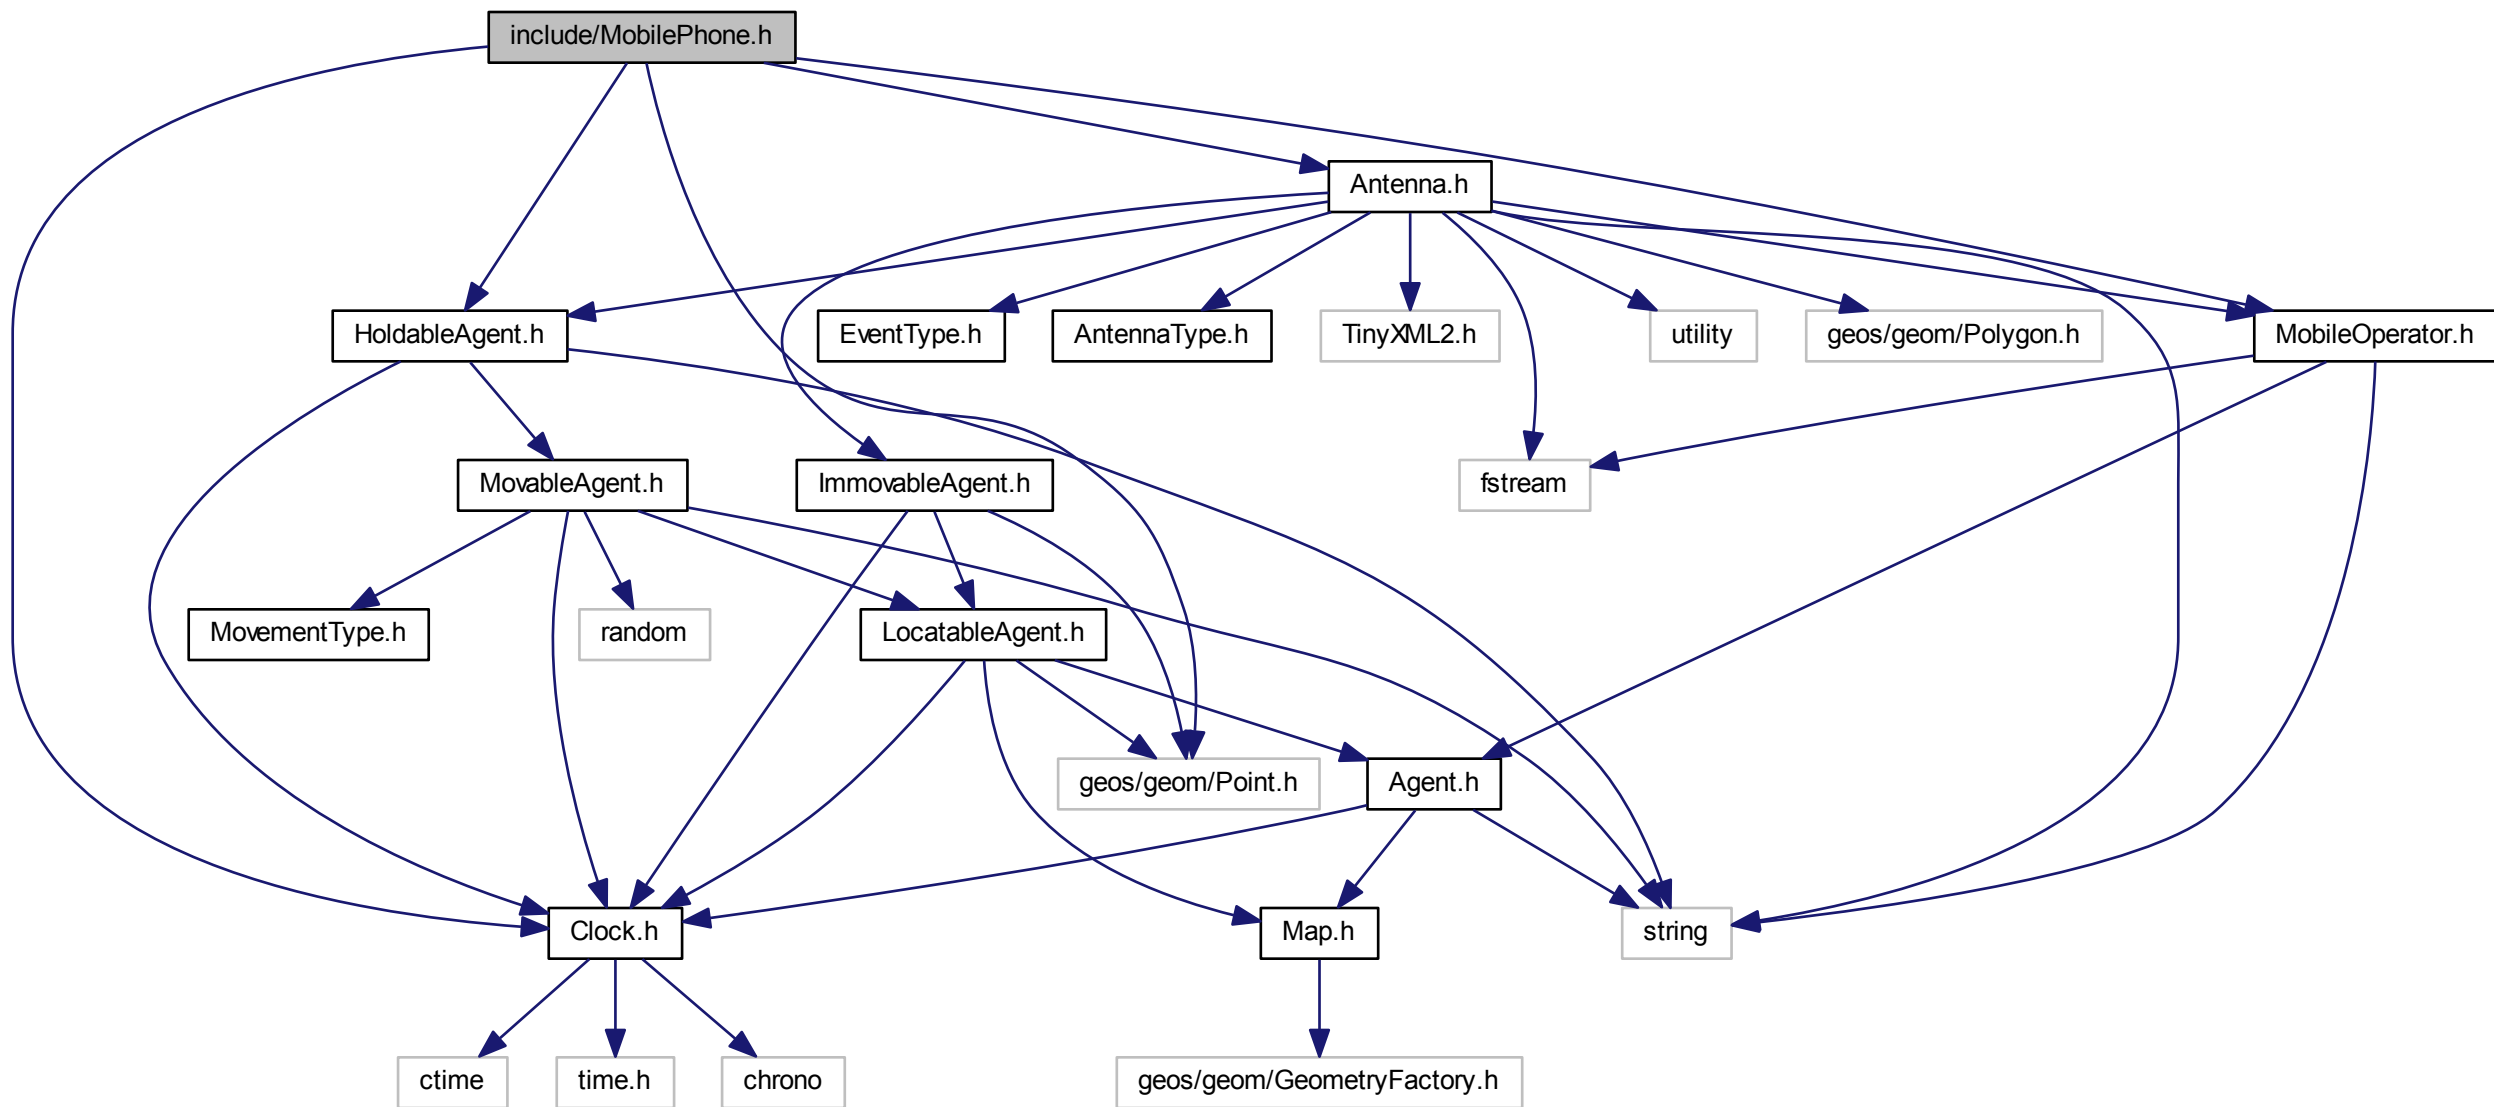 include/MobilePhone.h
Antenna.h
HoldableAgent.h
EventType.h
AntennaType.h
TinyXML2.h
utility
geos/geom/Polygon.h
MobileOperator.h
MovableAgent.h
ImmovableAgent.h
fstream
MovementType.h
random
LocatableAgent.h
geos/geom/Point.h
Agent.h
Clock.h
Map.h
string
ctime
time.h
chrono
geos/geom/GeometryFactory.h